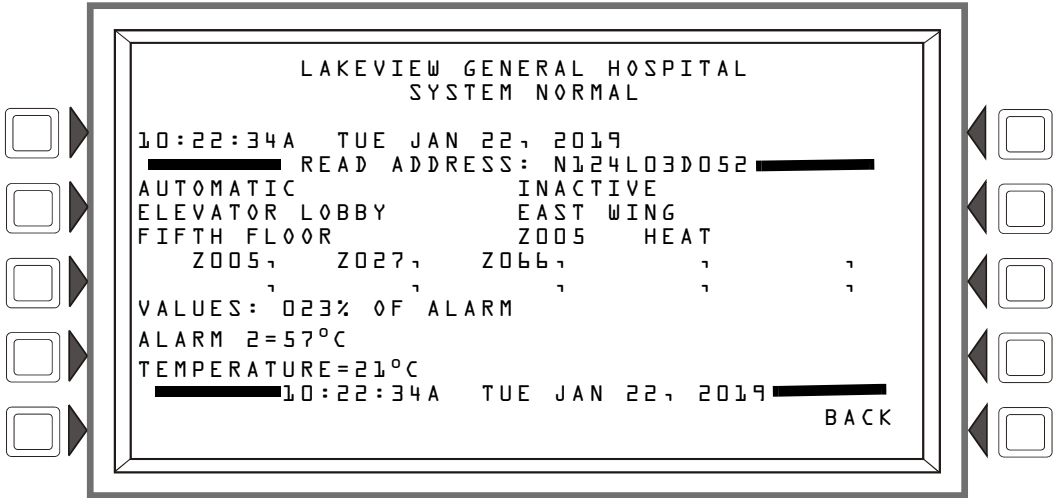 LAKEVIEW GENERAL HOSPITAL
SYSTEM NORMAL
10:22:34A TUE JAN 22, 2019
READ ADDRESS: N124L03D052
AUTOMATIC INACTIVE
ELEVATOR LOBBY EAST WING
FIFTH FLOOR Z005 HEAT
Z005, Z027, Z066, , ,
, , , , ,
VALUES: 023% OF ALARM
ALARM 2=57°C
TEMPERATURE=21°C
10:22:34A TUE JAN 22, 2019
BACK